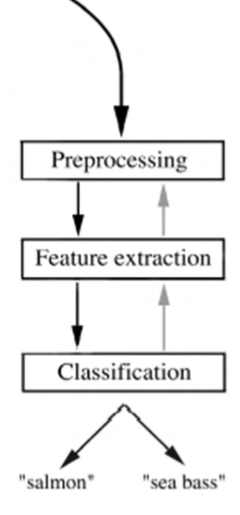 Preprocessing
Feature extraction
Classification
"salmon" "sea bass"